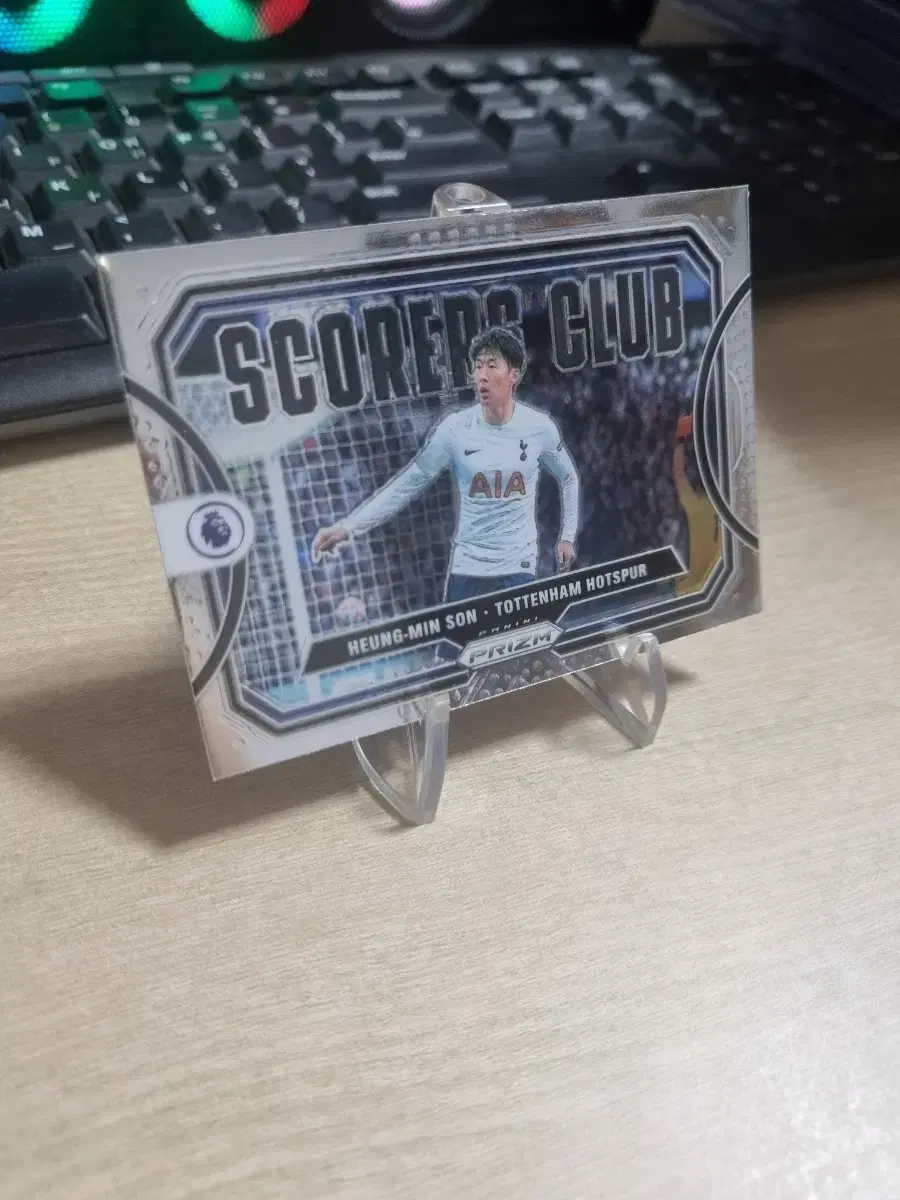 SCORERS CLUB
AIA
HEUNG-MIN SON · TOTTENHAM HOTSPUR
PANINI
PRIZM